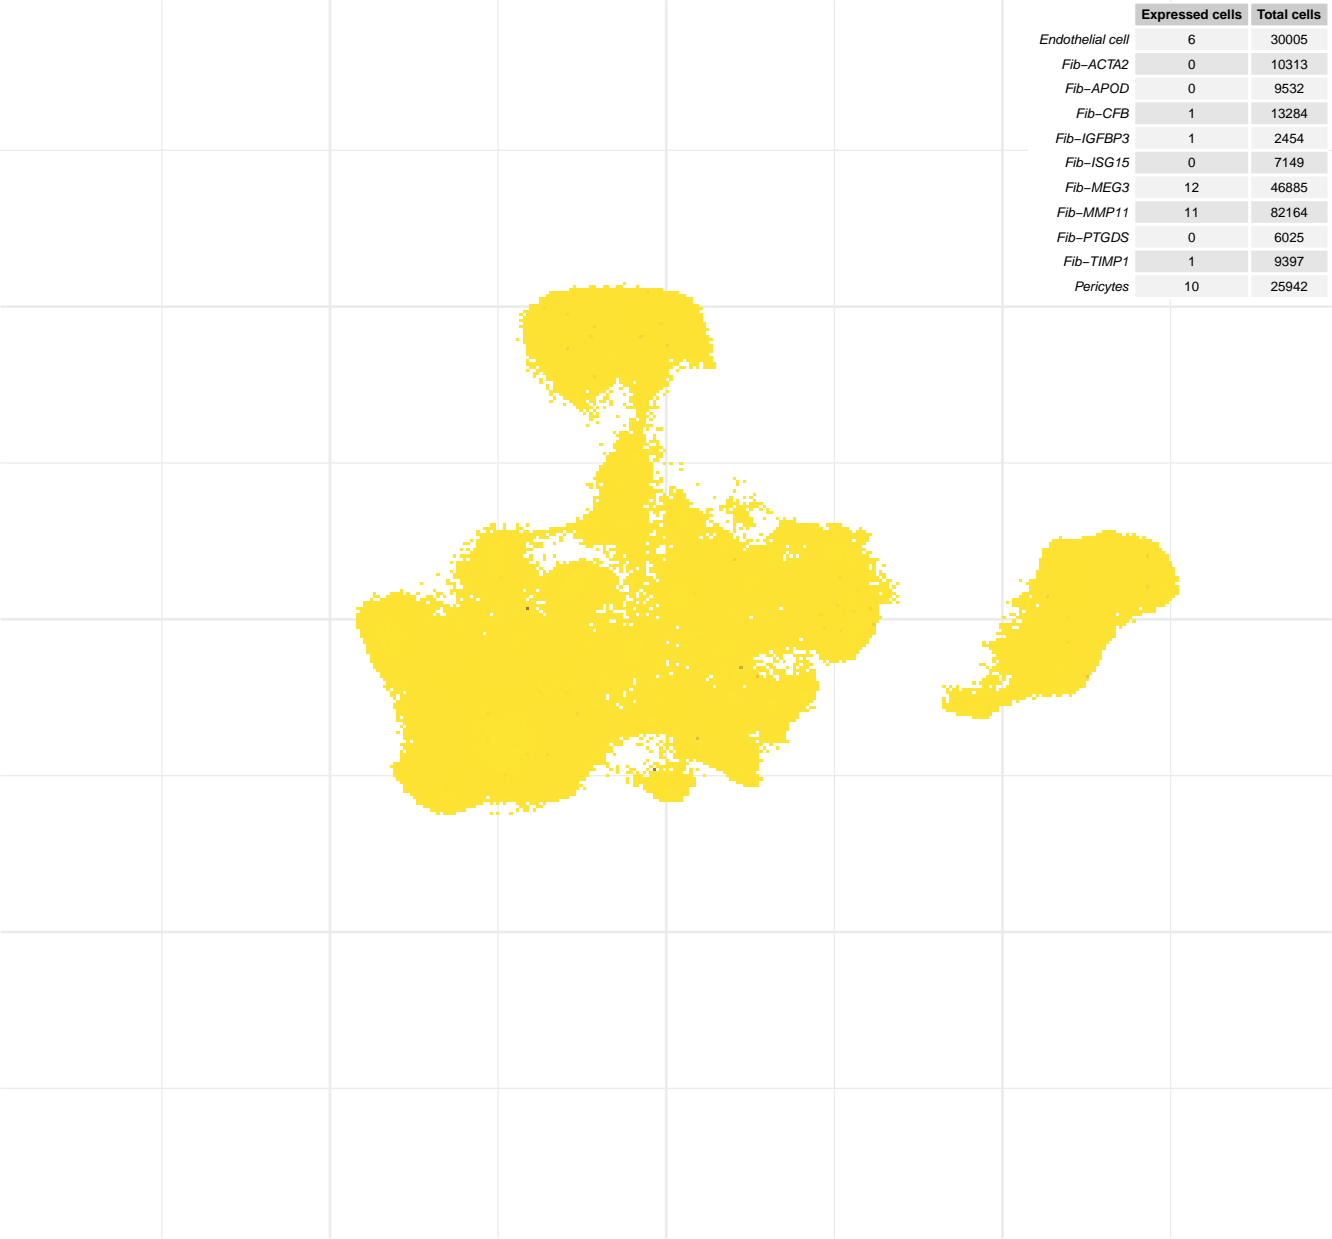 Expressed cells Total cells
Endothelial cell 6 30005
Fib−ACTA2 0 10313
Fib−APOD 0 9532
Fib−CFB 1 13284
Fib−IGFBP3 1 2454
Fib−ISG15 0 7149
Fib−MEG3 12 46885
Fib−MMP11 11 82164
Fib−PTGDS 0 6025
Fib−TIMP1 1 9397
Pericytes 10 25942